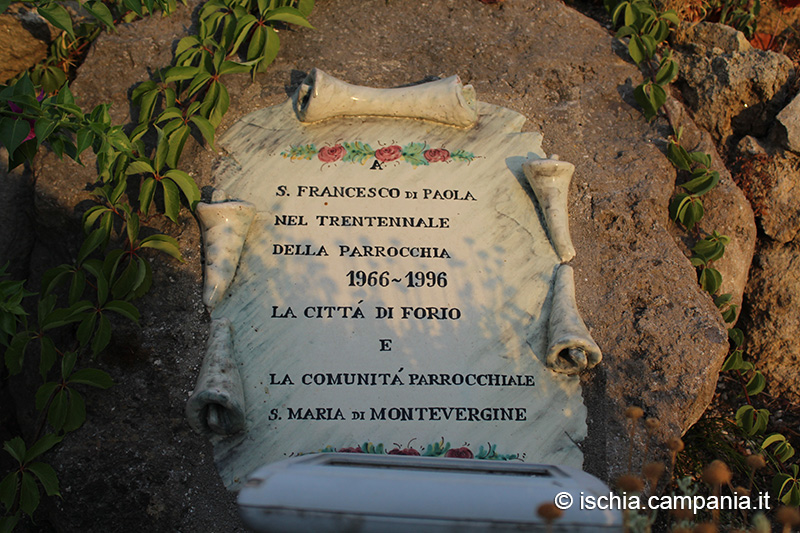 A
S. FRANCESCO DI PAOLA
NEL TRENTENNALE
DELLA PARROCCHIA
1966~1996
LA CITTÁ DI FORIO
E
LA COMUNITÁ PARROCCHIALE
S. MARIA DI MONTEVERGINE
© ischia.campania.it